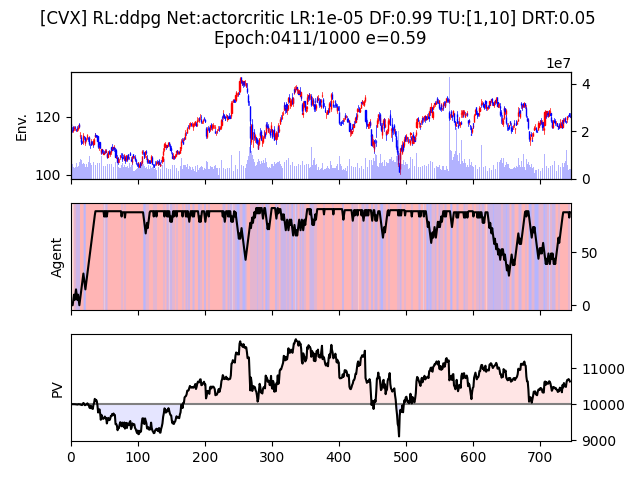 [CVX] RL:ddpg Net:actorcritic LR:1e-05 DF:0.99 TU:[1,10] DRT:0.05
Epoch:0411/1000 e=0.59
1e7
Env.
120
100
4
2
0
Agent
50
0
PV
11000
10000
9000
0 100 200 300 400 500 600 700